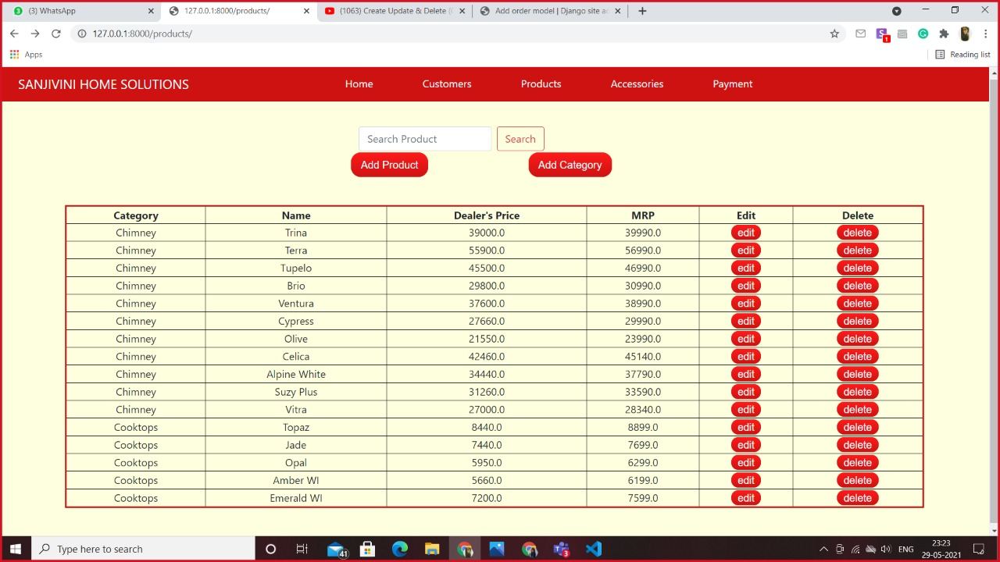 3 (3) WhatsApp 127.0.0.1:8000/products/ (1063) Create Update & Delete ( Add order model | Django site ad
127.0.0.1:8000/products/ 1
Apps Reading list
SANJIVINI HOME SOLUTIONS Home Customers Products Accessories Payment
Search Product Search
Add Product Add Category
Category Name Dealer's Price MRP Edit Delete
Chimney Trina 39000.0 39990.0 edit delete
Chimney Terra 55900.0 56990.0 edit delete
Chimney Tupelo 45500.0 46990.0 edit delete
Chimney Brio 29800.0 30990.0 edit delete
Chimney Ventura 37600.0 38990.0 edit delete
Chimney Cypress 27660.0 29990.0 edit delete
Chimney Olive 21550.0 23990.0 edit delete
Chimney Celica 42460.0 45140.0 edit delete
Chimney Alpine White 34440.0 37790.0 edit delete
Chimney Suzy Plus 31260.0 33590.0 edit delete
Chimney Vitra 27000.0 28340.0 edit delete
Cooktops Topaz 8440.0 8899.0 edit delete
Cooktops Jade 7440.0 7699.0 edit delete
Cooktops Opal 5950.0 6299.0 edit delete
Cooktops Amber WI 5660.0 6199.0 edit delete
Cooktops Emerald WI 7200.0 7599.0 edit delete
Type here to search 41 3 ENG 23:23
29-05-2021